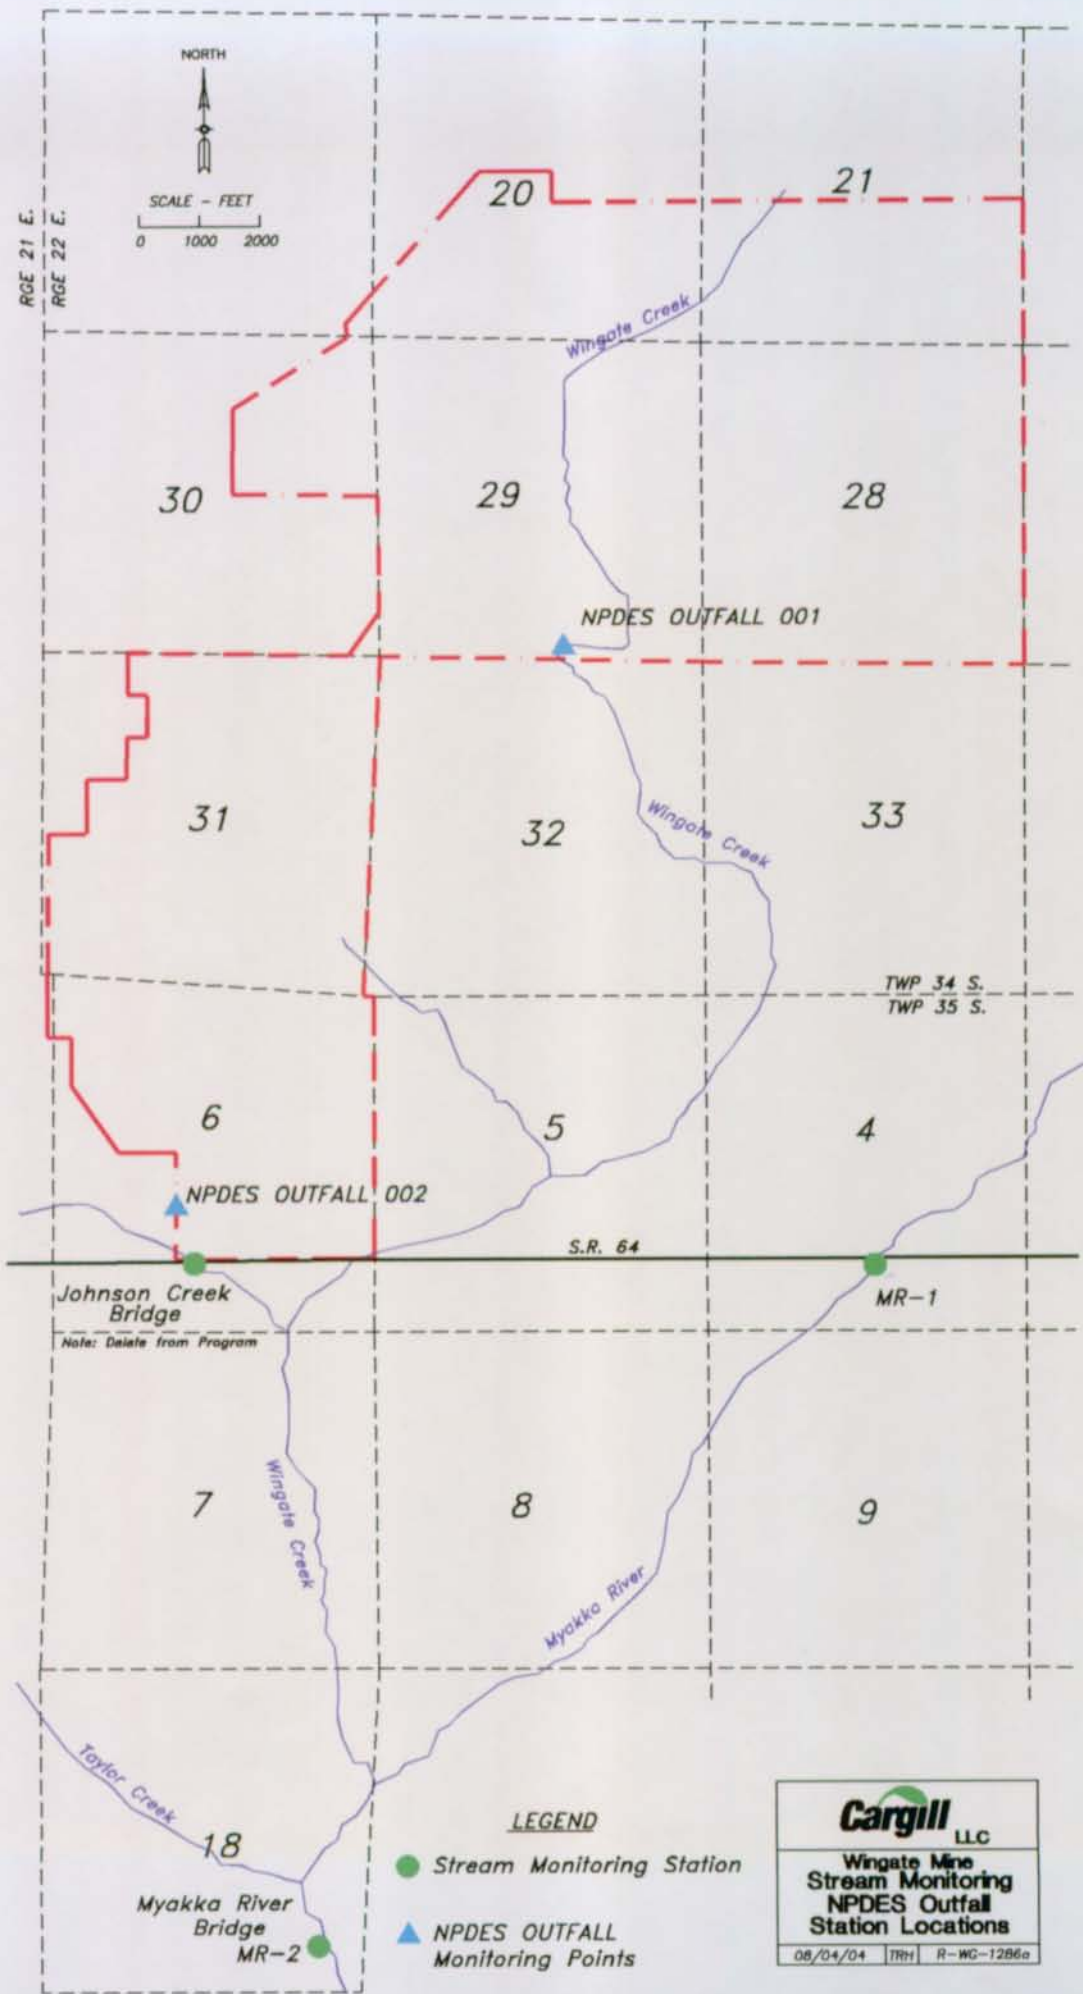 NORTH
SCALE - FEET
0 1000 2000
RGE 21 E.
RGE 22 E.
20
21
Wingate Creek
30
29
28
NPDES OUTFALL 001
31
32
33
Wingate Creek
TWP 34 S.
TWP 35 S.
6
5
4
NPDES OUTFALL 002
S.R. 64
Johnson Creek
Bridge
Note: Delete from Program
MR-1
7
8
9
Wingate Creek
Myakka River
Taylor Creek
18
Myakka River
Bridge
MR-2
LEGEND
Stream Monitoring Station
NPDES OUTFALL
Monitoring Points
Cargill
LLC
Wingate Mine
Stream Monitoring
NPDES Outfall
Station Locations
08/04/04 TRH R-WG-1286a